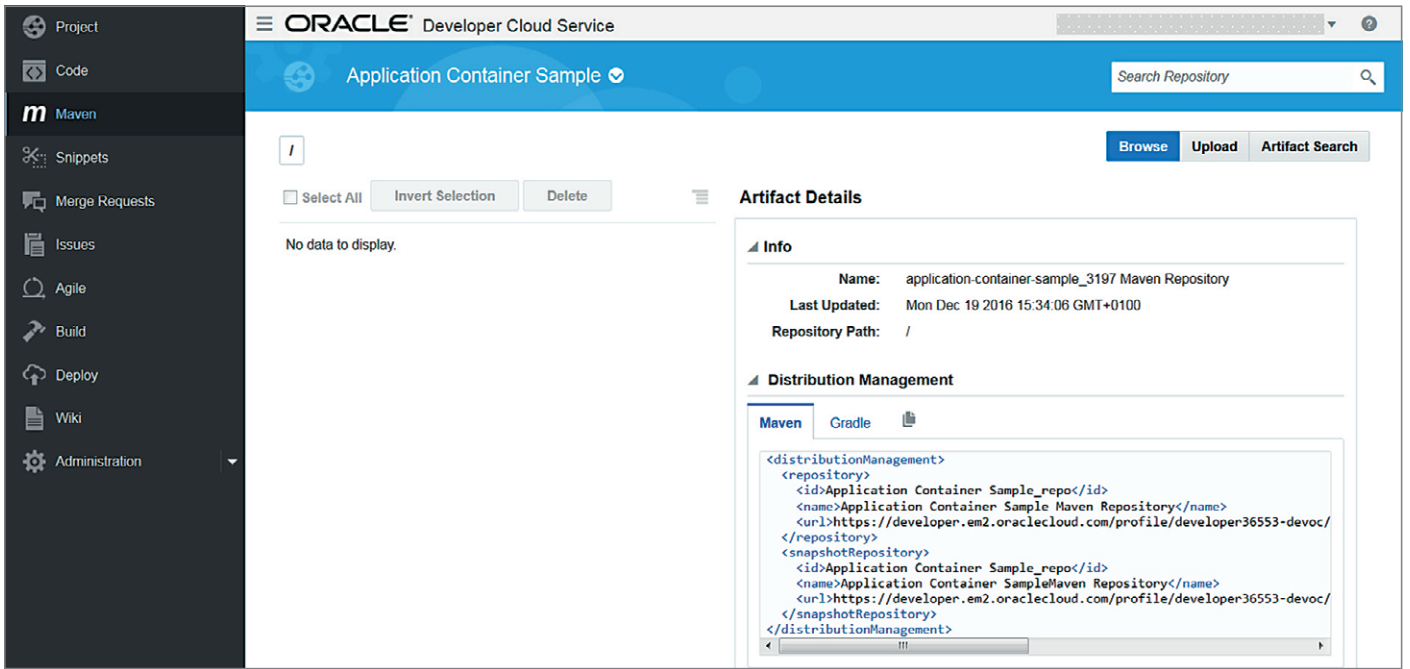 Project
Code
m Maven
Snippets
Merge Requests
Issues
Agile
Build
Deploy
Wiki
Administration
ORACLE® Developer Cloud Service
?
Application Container Sample
Search Repository
/
Browse Upload Artifact Search
Select All Invert Selection Delete
No data to display.
Artifact Details
Info
Name: application-container-sample_3197 Maven Repository
Last Updated: Mon Dec 19 2016 15:34:06 GMT+0100
Repository Path: /
Distribution Management
Maven Gradle
<distributionManagement>
<repository>
<id>Application Container Sample_repo</id>
<name>Application Container Sample Maven Repository</name>
<url>https://developer.em2.oraclecloud.com/profile/developer36553-devoc/
</repository>
<snapshotRepository>
<id>Application Container Sample_repo</id>
<name>Application Container SampleMaven Repository</name>
<url>https://developer.em2.oraclecloud.com/profile/developer36553-devoc/
</snapshotRepository>
</distributionManagement>